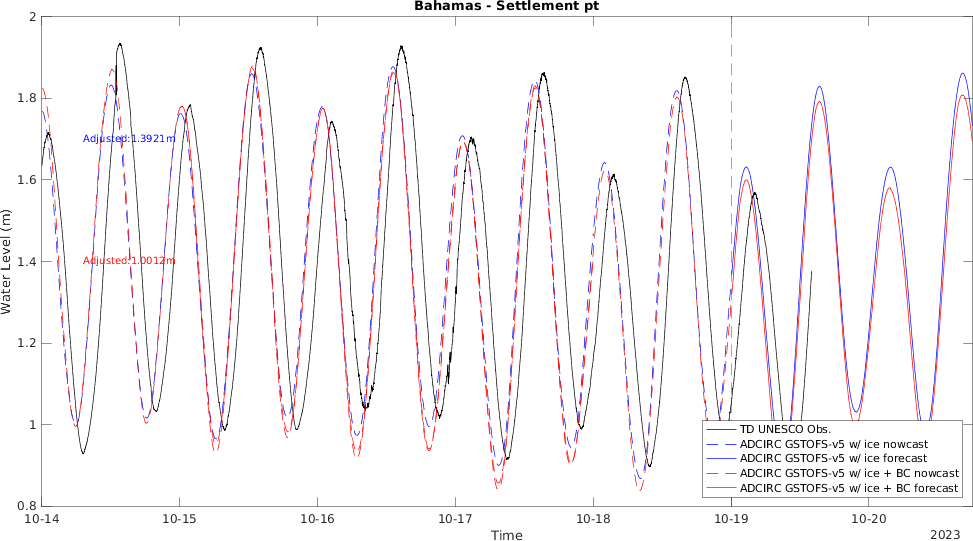 Bahamas - Settlement pt
2
1.8
1.6
1.4
1.2
1
0.8
Water Level (m)
Adjusted:1.3921m
Adjusted:1.0012m
TD UNESCO Obs.
ADCIRC GSTOFS-v5 w/ ice nowcast
ADCIRC GSTOFS-v5 w/ ice forecast
ADCIRC GSTOFS-v5 w/ ice + BC nowcast
ADCIRC GSTOFS-v5 w/ ice + BC forecast
10-14 10-15 10-16 10-17 10-18 10-19 10-20
Time
2023